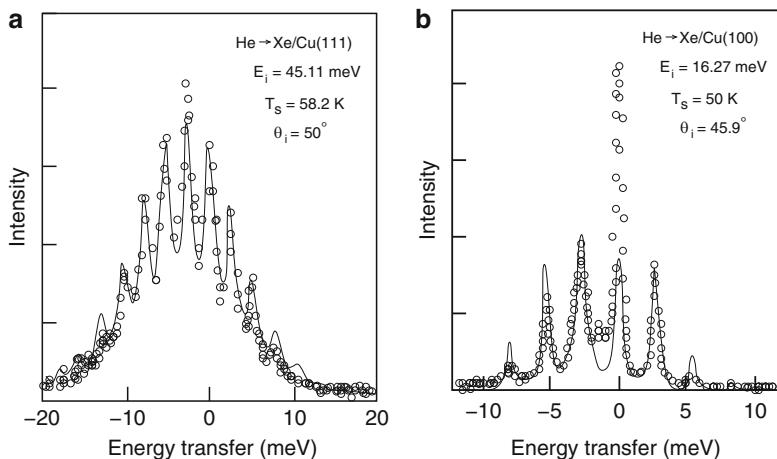 a
He→Xe/Cu(111)
E_i = 45.11 meV
T_S = 58.2 K
θ_i = 50°
Intensity
−20 −10 0 10 20
Energy transfer (meV)
b
He→Xe/Cu(100)
E_i = 16.27 meV
T_S = 50 K
θ_i = 45.9°
Intensity
−10 −5 0 5 10
Energy transfer (meV)